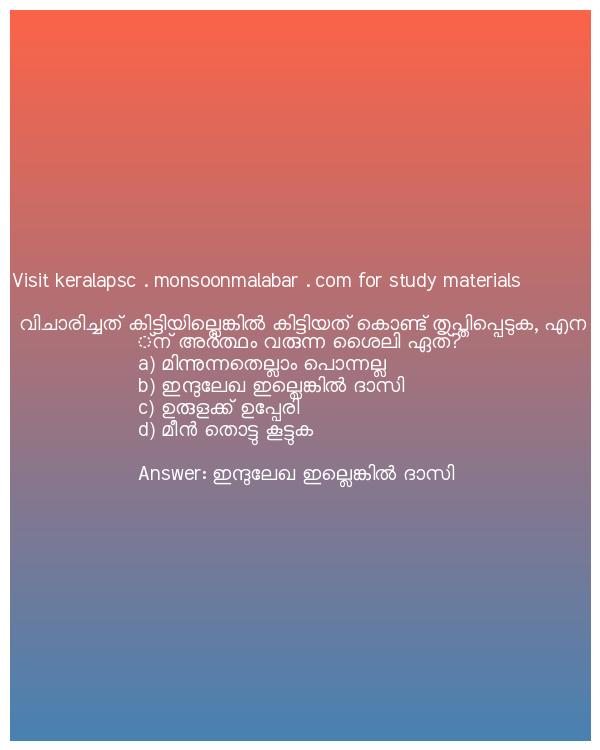 Visit keralapsc . monsoonmalabar . com for study materials
വിചാരിച്ചത് കിട്ടിയില്ലെങ്കിൽ കിട്ടിയത് കൊണ്ട് തൃപ്തിപ്പെടുക, എന
്ന് അർത്ഥം വരുന്ന ശൈലി ഏത്?
a) മിന്നുന്നതെല്ലാം പൊന്നല്ല
b) ഇന്ദുലേഖ ഇല്ലെങ്കിൽ ദാസി
c) ഉരുളക്ക് ഉപ്പേരി
d) മീൻ തൊട്ടു കൂട്ടുക
Answer: ഇന്ദുലേഖ ഇല്ലെങ്കിൽ ദാസി